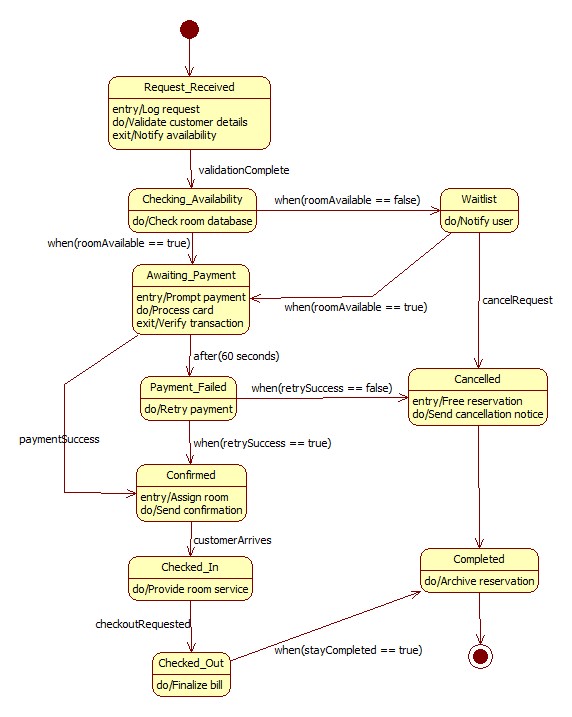 Request_Received
entry/Log request
do/Validate customer details
exit/Notify availability
validationComplete
Checking_Availability
do/Check room database
when(roomAvailable == false)
Waitlist
do/Notify user
when(roomAvailable == true)
Awaiting_Payment
entry/Prompt payment
do/Process card
exit/Verify transaction
when(roomAvailable == true)
cancelRequest
after(60 seconds)
Payment_Failed
do/Retry payment
when(retrySuccess == false)
Cancelled
entry/Free reservation
do/Send cancellation notice
paymentSuccess
when(retrySuccess == true)
Confirmed
entry/Assign room
do/Send confirmation
customerArrives
Checked_In
do/Provide room service
Completed
do/Archive reservation
checkoutRequested
Checked_Out
do/Finalize bill
when(stayCompleted == true)